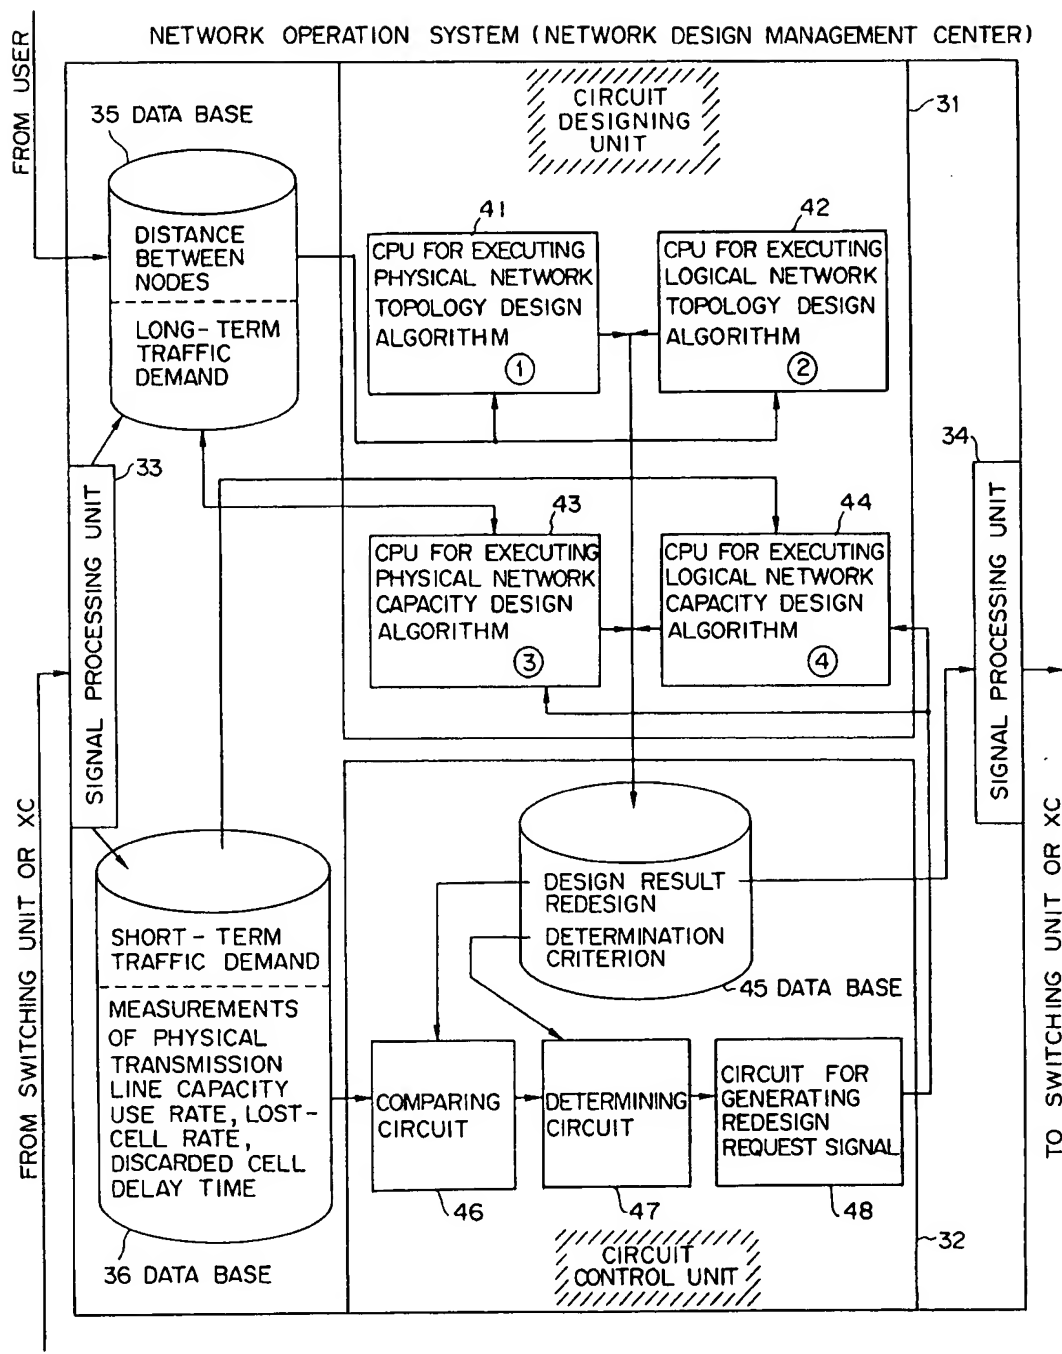 NETWORK OPERATION SYSTEM (NETWORK DESIGN MANAGEMENT CENTER)
FROM USER
35 DATA BASE
DISTANCE
BETWEEN
NODES
LONG-TERM
TRAFFIC
DEMAND
CIRCUIT
DESIGNING
UNIT
31
41
CPU FOR EXECUTING
PHYSICAL NETWORK
TOPOLOGY DESIGN
ALGORITHM
①
42
CPU FOR EXECUTING
LOGICAL NETWORK
TOPOLOGY DESIGN
ALGORITHM
②
33
SIGNAL PROCESSING UNIT
34
SIGNAL PROCESSING UNIT
43
CPU FOR EXECUTING
PHYSICAL NETWORK
CAPACITY DESIGN
ALGORITHM
③
44
CPU FOR EXECUTING
LOGICAL NETWORK
CAPACITY DESIGN
ALGORITHM
④
FROM SWITCHING UNIT OR XC
TO SWITCHING UNIT OR XC
SHORT-TERM
TRAFFIC DEMAND
MEASUREMENTS
OF PHYSICAL
TRANSMISSION
LINE CAPACITY
USE RATE, LOST-
CELL RATE,
DISCARDED CELL
DELAY TIME
36 DATA BASE
DESIGN RESULT
REDESIGN
DETERMINATION
CRITERION
45 DATA BASE
COMPARING
CIRCUIT
46
DETERMINING
CIRCUIT
47
CIRCUIT FOR
GENERATING
REDESIGN
REQUEST SIGNAL
48
32
CIRCUIT
CONTROL UNIT